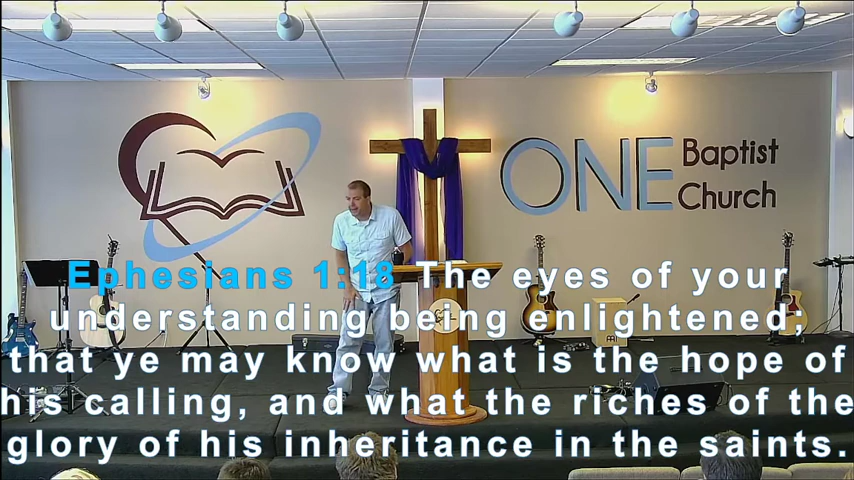 ONE Baptist
Church
Ephesians 1:18 The eyes of your
understanding being enlightened;
that ye may know what is the hope of
his calling, and what the riches of the
glory of his inheritance in the saints.